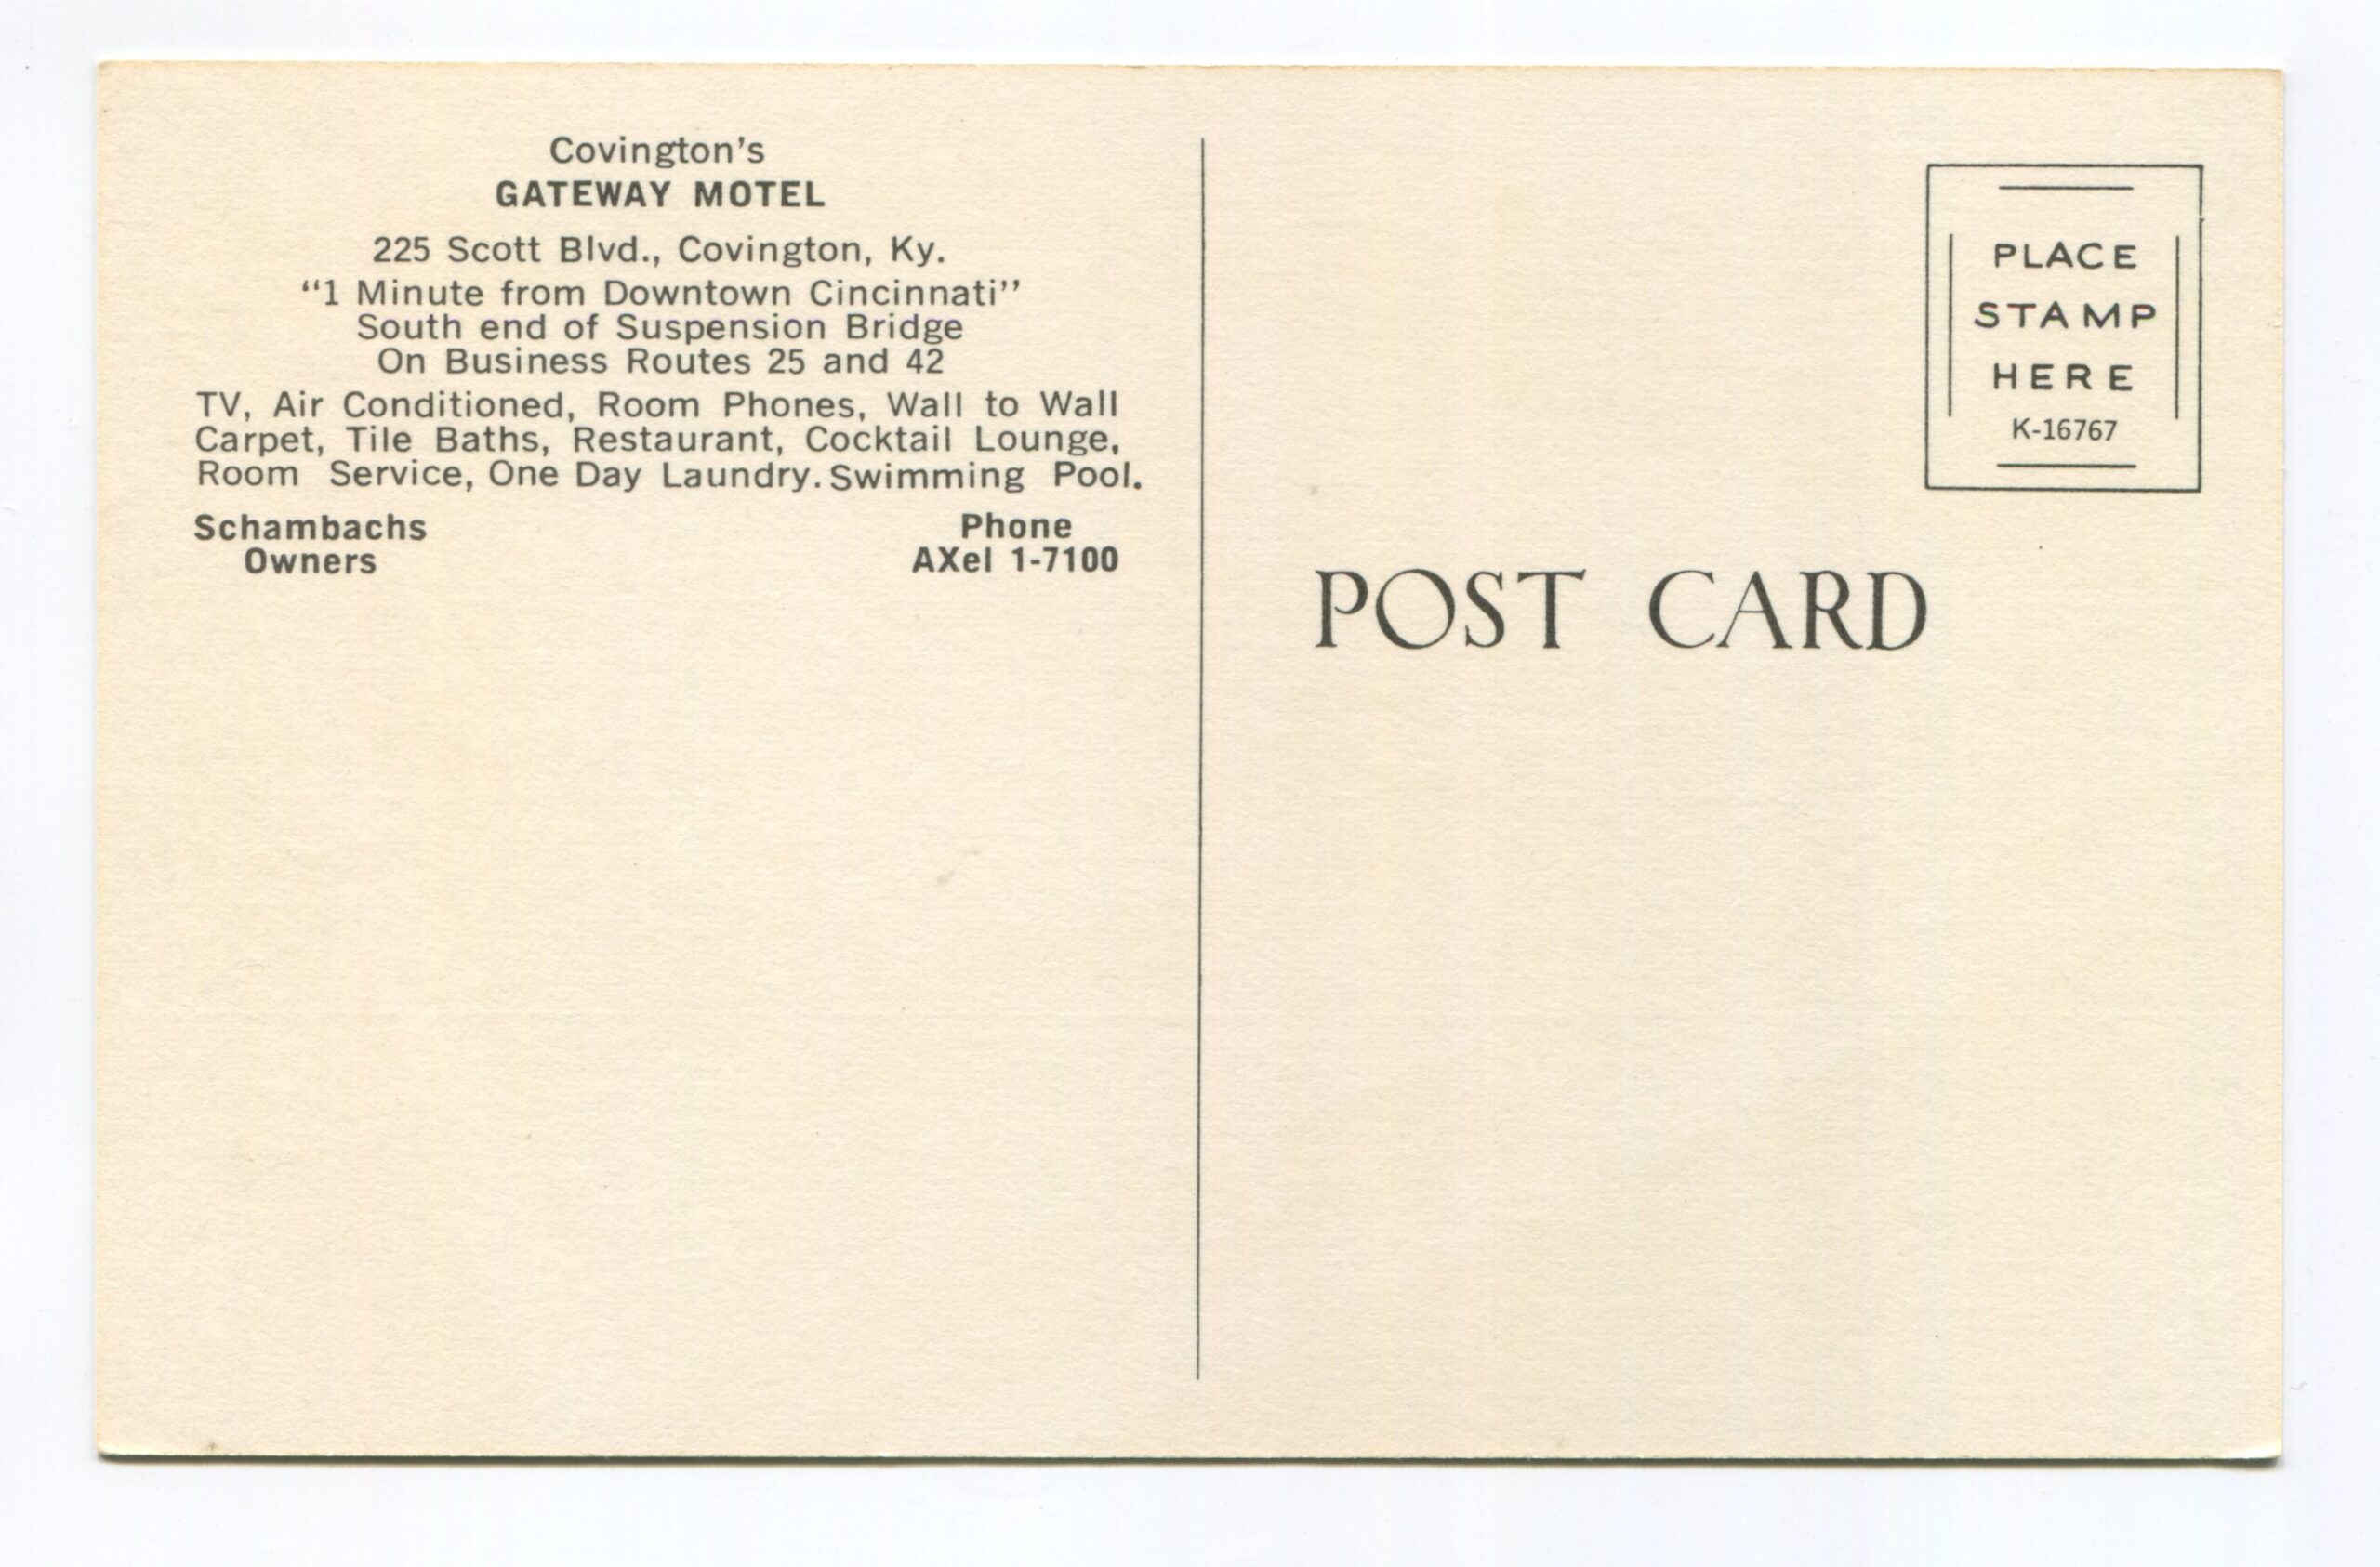 Covington's
GATEWAY MOTEL
225 Scott Blvd., Covington, Ky.
“1 Minute from Downtown Cincinnati”
South end of Suspension Bridge
On Business Routes 25 and 42
TV, Air Conditioned, Room Phones, Wall to Wall
Carpet, Tile Baths, Restaurant, Cocktail Lounge,
Room Service, One Day Laundry. Swimming Pool.
Schambachs
Owners
Phone
AXel 1-7100
PLACE
STAMP
HERE
K-16767
POST CARD